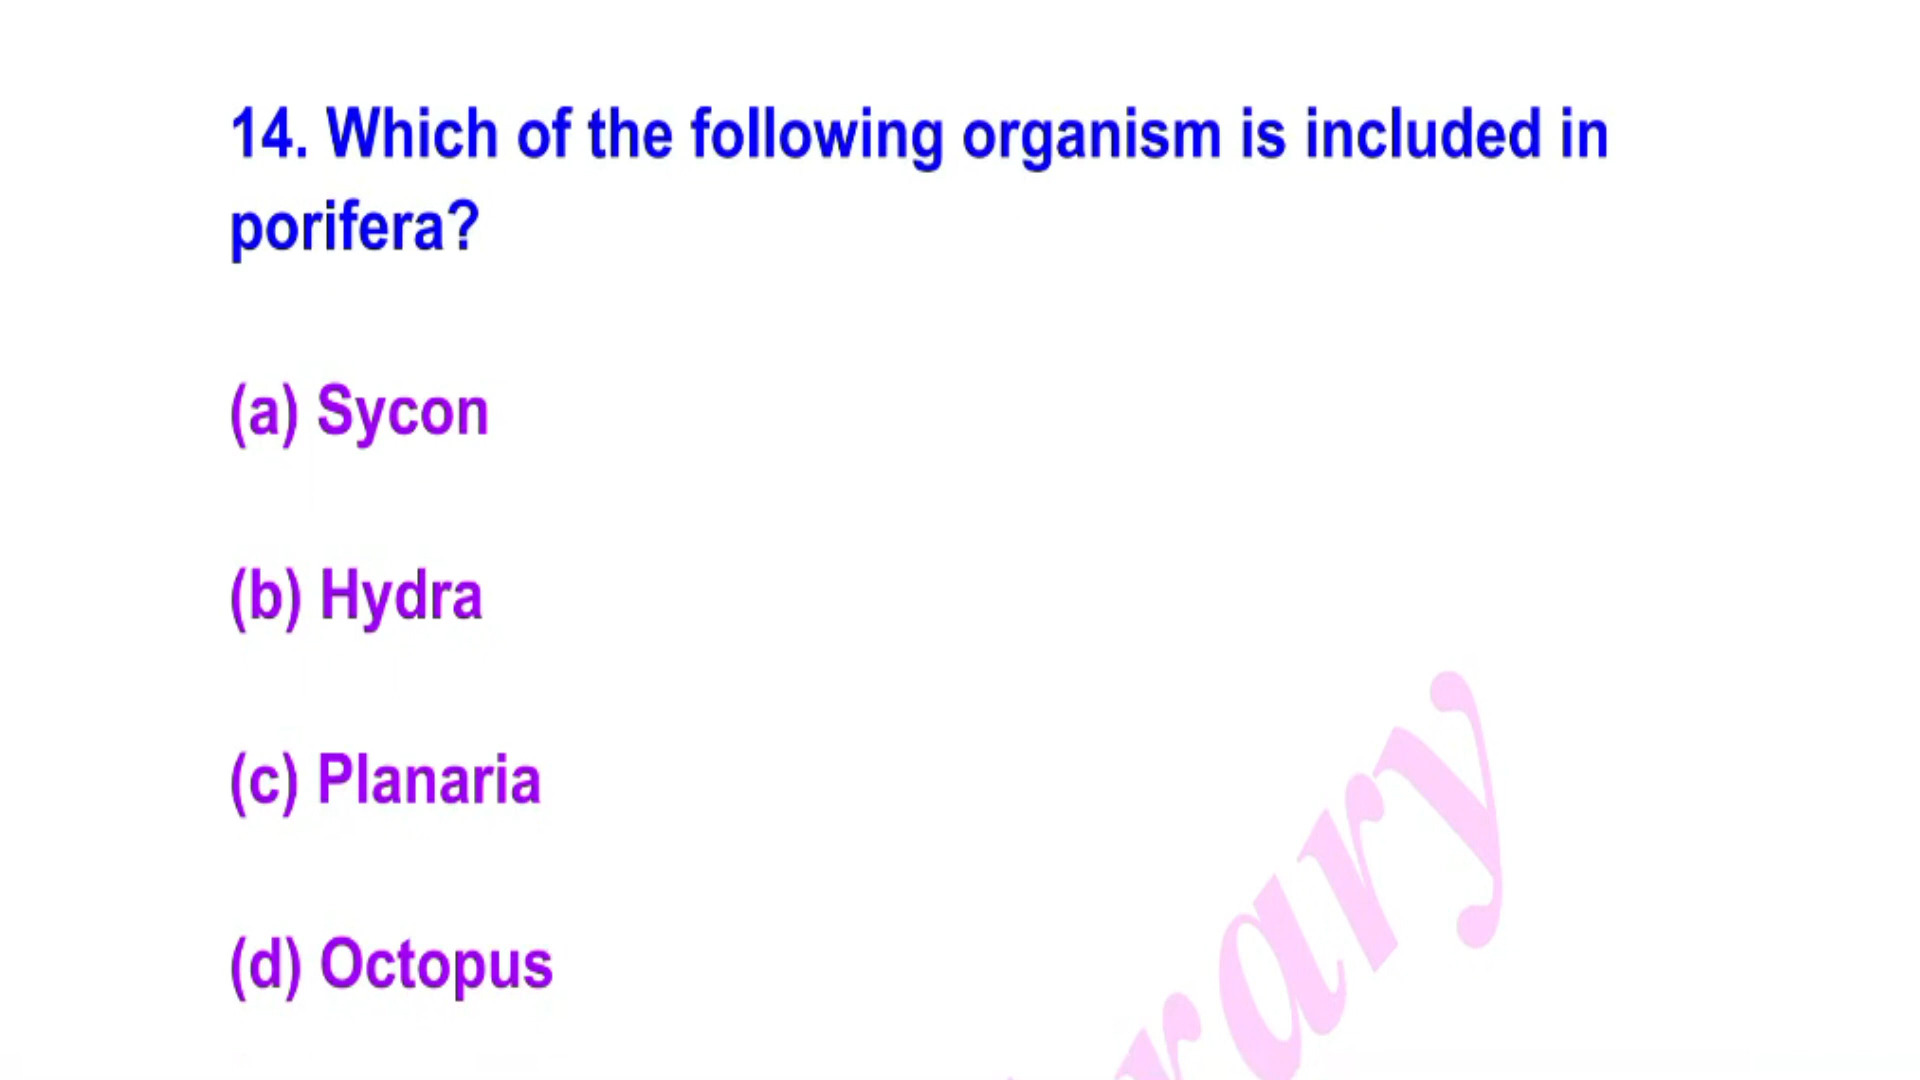 14. Which of the following organism is included in
porifera?
(a) Sycon
(b) Hydra
(c) Planaria
(d) Octopus